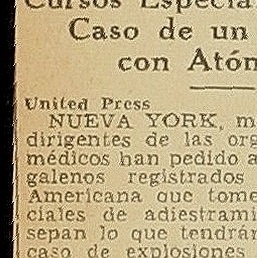 Cursos Especia
Caso de un
con Atón
United Press
NUEVA YORK, m
dirigentes de las org
médicos han pedido a
galenos registrados
Americana que tome
ciales de adiestrami
sepan lo que tendrár
caso de explosiones